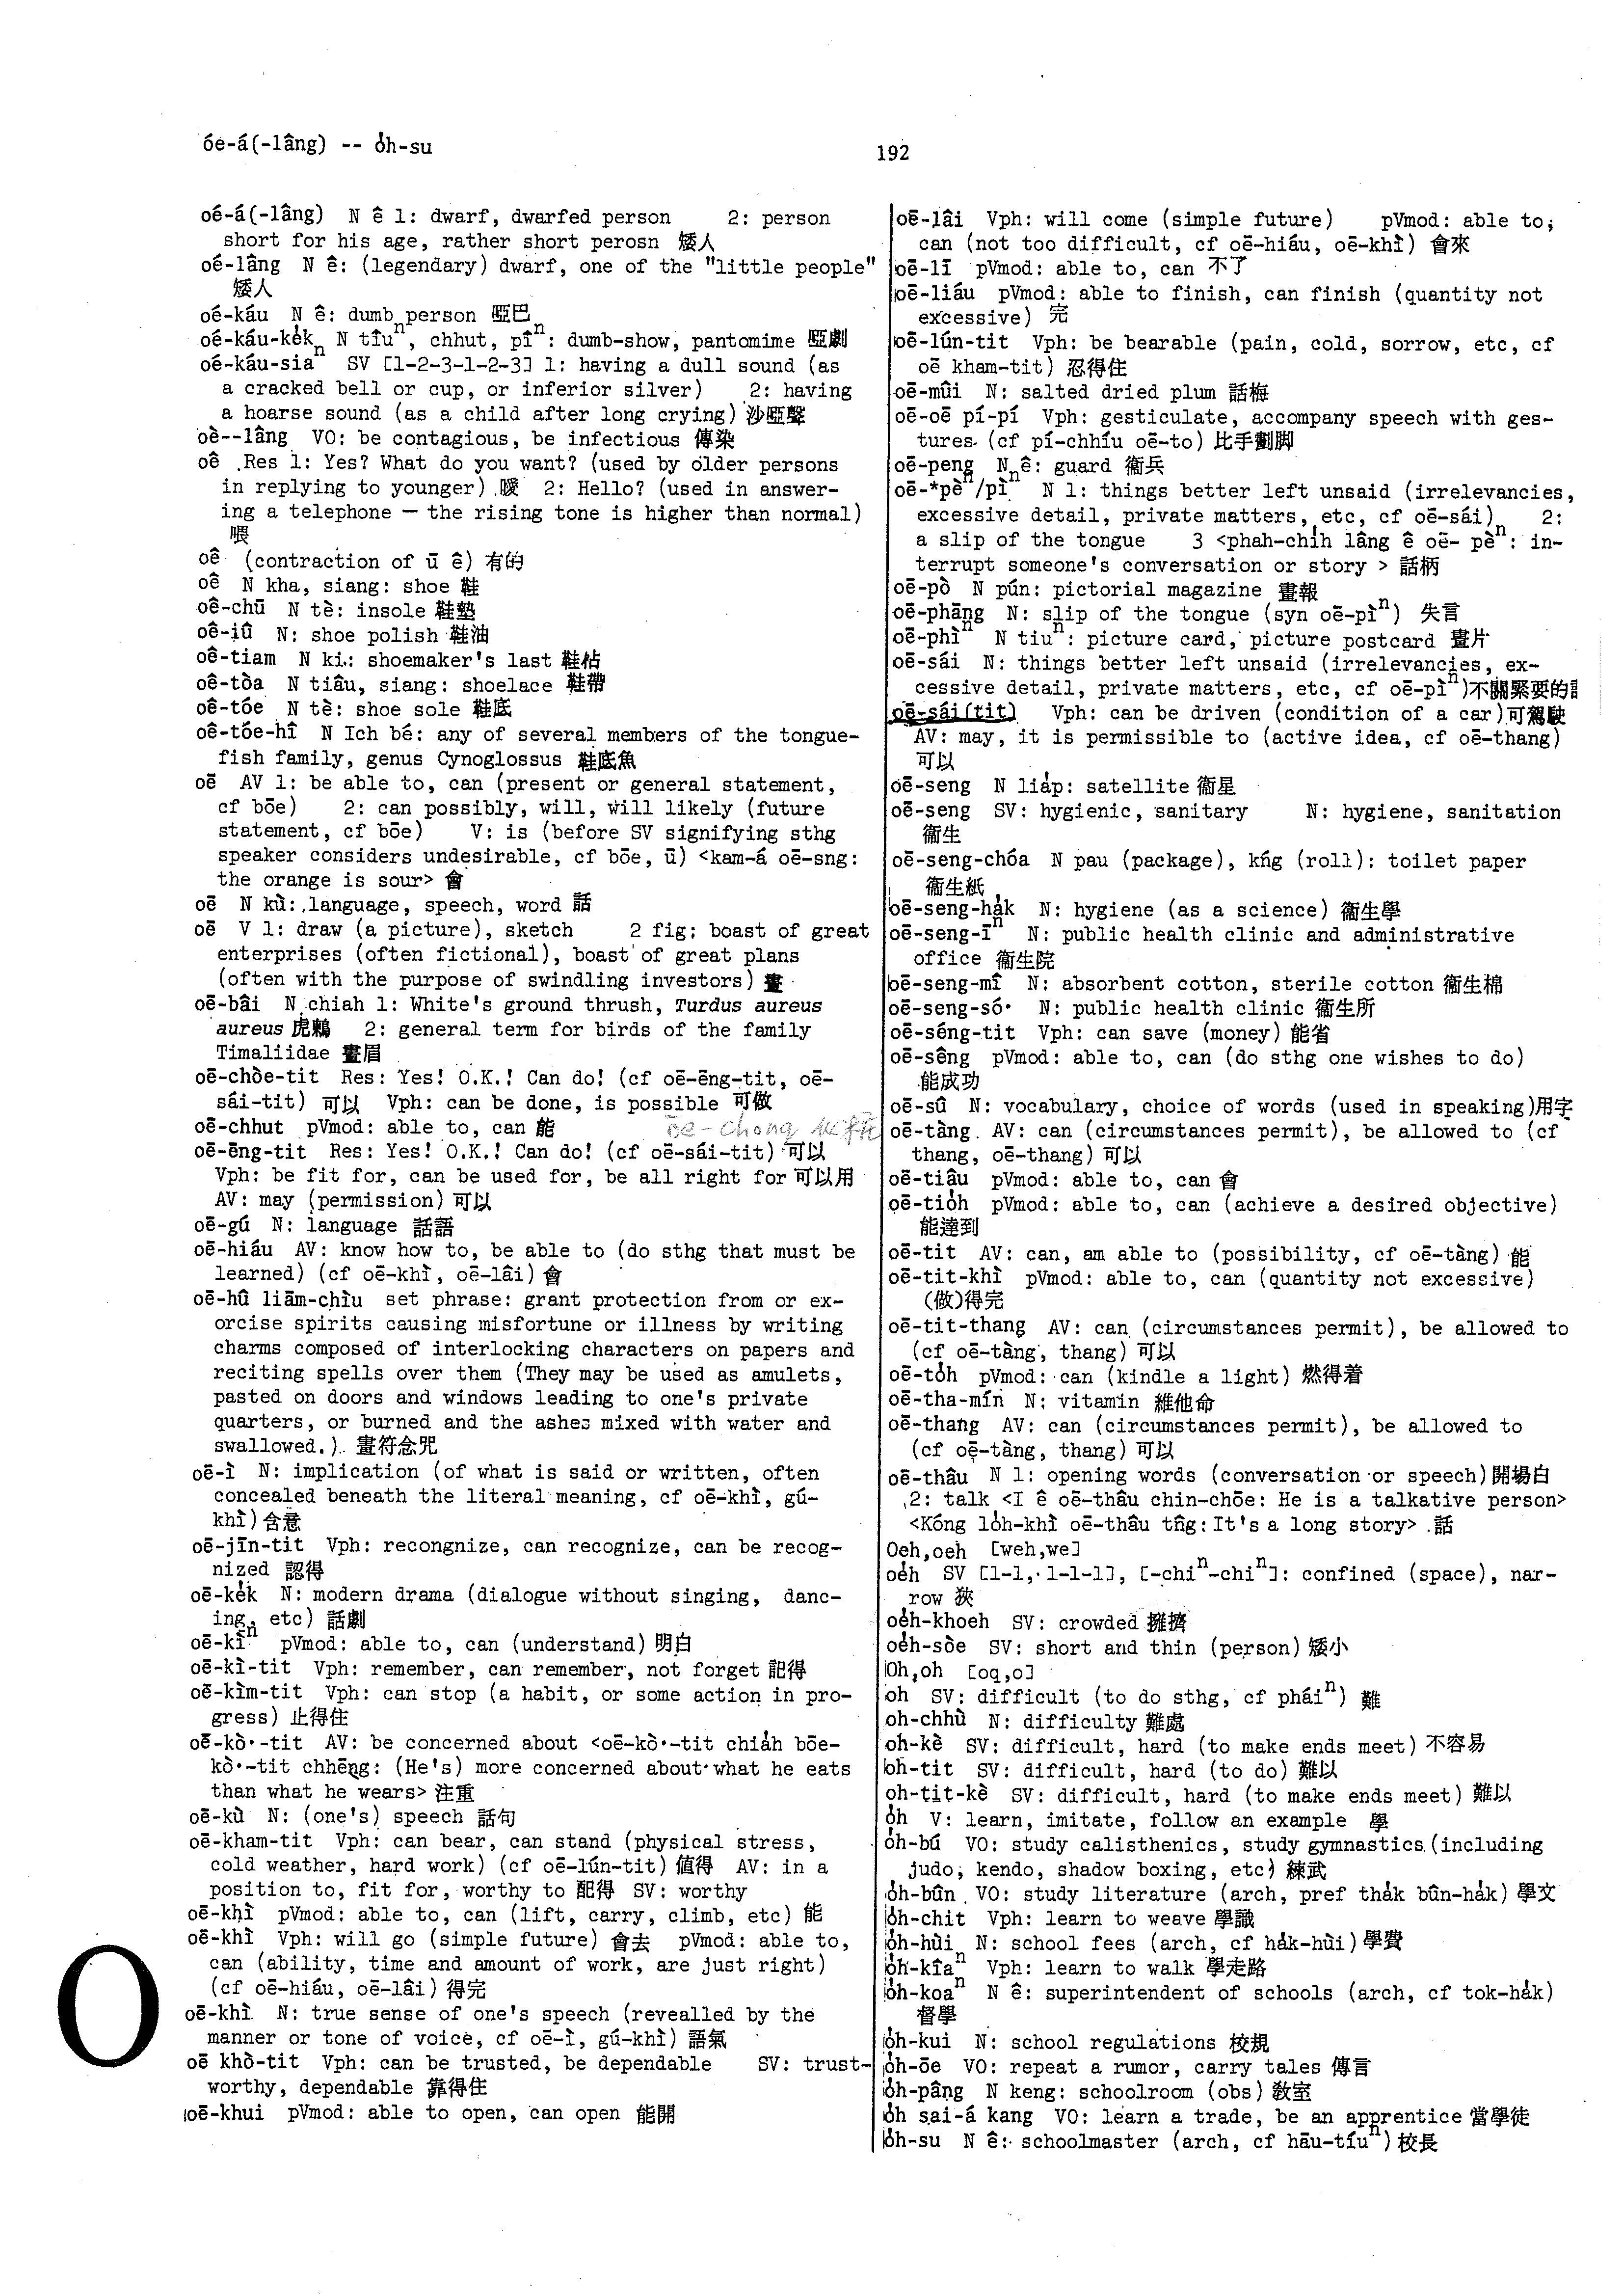 óe-á(-lâng) -- o̍h-su
192
oé-á(-lâng) N ê 1: dwarf, dwarfed person 2: person
short for his age, rather short perosn 矮人
oé-lâng N ê: (legendary) dwarf, one of the "little people"
矮人
oé-káu N ê: dumb person 啞巴
oé-káu-ke̍k N tîuⁿ, chhut, pîⁿ: dumb-show, pantomime 啞劇
oé-káu-siaⁿ SV [1-2-3-1-2-3] 1: having a dull sound (as
a cracked bell or cup, or inferior silver) 2: having
a hoarse sound (as a child after long crying) 沙啞聲
oè--lâng VO: be contagious, be infectious 傳染
oê Res 1: Yes? What do you want? (used by older persons
in replying to younger) 噯 2: Hello? (used in answer-
ing a telephone — the rising tone is higher than normal)
喂
oê (contraction of ū ê) 有的
oê N kha, siang: shoe 鞋
oê-chū N tè: insole 鞋墊
oê-iû N: shoe polish 鞋油
oê-tiam N ki: shoemaker's last 鞋佔
oê-tòa N tiâu, siang: shoelace 鞋帶
oê-tóe N tè: shoe sole 鞋底
oê-tóe-hî N Ich bé: any of several members of the tongue-
fish family, genus Cynoglossus 鞋底魚
oē AV 1: be able to, can (present or general statement,
cf bōe) 2: can possibly, will, will likely (future
statement, cf bōe) V: is (before SV signifying sthg
speaker considers undesirable, cf bōe, ū) <kam-á oē-sng:
the orange is sour> 會
oē N kù: language, speech, word 話
oē V 1: draw (a picture), sketch 2 fig: boast of great
enterprises (often fictional), boast of great plans
(often with the purpose of swindling investors) 畫
oē-bâi N chiah 1: White's ground thrush, Turdus aureus
aureus 虎鶇 2: general term for birds of the family
Timaliidae 畫眉
oē-chòe-tit Res: Yes! O.K.! Can do! (cf oē-ēng-tit, oē-
sái-tit) 可以 Vph: can be done, is possible 可做
oē-chhut pVmod: able to, can 能
oē-chong
oē-ēng-tit Res: Yes! O.K.! Can do! (cf oē-sái-tit) 可以
Vph: be fit for, can be used for, be all right for 可以用
AV: may (permission) 可以
oē-gú N: language 話語
oē-hiáu AV: know how to, be able to (do sthg that must be
learned) (cf oē-khì, oē-lâi) 會
oē-hû liām-chìu set phrase: grant protection from or ex-
orcise spirits causing misfortune or illness by writing
charms composed of interlocking characters on papers and
reciting spells over them (They may be used as amulets,
pasted on doors and windows leading to one's private
quarters, or burned and the ashes mixed with water and
swallowed.) 畫符念咒
oē-ì N: implication (of what is said or written, often
concealed beneath the literal meaning, cf oē-khì, gú-
khì) 含意
oē-jīn-tit Vph: recongnize, can recognize, can be recog-
nized 認得
oē-ke̍k N: modern drama (dialogue without singing, danc-
ing, etc) 話劇
oē-kìⁿ pVmod: able to, can (understand) 明白
oē-kì-tit Vph: remember, can remember, not forget 記得
oē-kìm-tit Vph: can stop (a habit, or some action in pro-
gress) 止得住
oē-kò·-tit AV: be concerned about <oē-kò·-tit chia̍h bōe-
kò·-tit chhēng: (He's) more concerned about what he eats
than what he wears> 注重
oē-kù N: (one's) speech 話句
oē-kham-tit Vph: can bear, can stand (physical stress,
cold weather, hard work) (cf oē-lún-tit) 值得 AV: in a
position to, fit for, worthy to 配得 SV: worthy
oē-khì pVmod: able to, can (lift, carry, climb, etc) 能
oē-khì Vph: will go (simple future) 會去 pVmod: able to,
can (ability, time and amount of work, are just right)
(cf oē-hiáu, oē-lâi) 得完
oē-khì N: true sense of one's speech (revealled by the
manner or tone of voice, cf oē-ì, gú-khì) 語氣
oē khò-tit Vph: can be trusted, be dependable SV: trust-
worthy, dependable 靠得住
oē-khui pVmod: able to open, can open 能開
O
oē-lâi Vph: will come (simple future) pVmod: able to,
can (not too difficult, cf oē-hiáu, oē-khì) 會來
oē-lī pVmod: able to, can 不了
oē-liáu pVmod: able to finish, can finish (quantity not
excessive) 完
oē-lún-tit Vph: be bearable (pain, cold, sorrow, etc, cf
oē kham-tit) 忍得住
oē-mûi N: salted dried plum 話梅
oē-oē pí-pí Vph: gesticulate, accompany speech with ges-
tures (cf pí-chhíu oē-to) 比手劃脚
oē-peng N ê: guard 衞兵
oē-*pèⁿ/pìⁿ N 1: things better left unsaid (irrelevancies,
excessive detail, private matters, etc, cf oē-sái) 2:
a slip of the tongue 3 <phah-chi̍h lâng ê oē- pèⁿ: in-
terrupt someone's conversation or story > 話柄
oē-pò N pún: pictorial magazine 畫報
oē-phāng N: slip of the tongue (syn oē-pìⁿ) 失言
oē-phìⁿ N tiuⁿ: picture card, picture postcard 畫片
oē-sái N: things better left unsaid (irrelevancies, ex-
cessive detail, private matters, etc, cf oē-pìⁿ) 不關緊要的
oē-sái(tit) Vph: can be driven (condition of a car) 可駕駛
AV: may, it is permissible to (active idea, cf oē-thang)
可以
oē-seng N lia̍p: satellite 衞星
oē-seng SV: hygienic, sanitary N: hygiene, sanitation
衞生
oē-seng-chóa N pau (package), kńg (roll): toilet paper
衞生紙
oē-seng-ha̍k N: hygiene (as a science) 衞生學
oē-seng-īⁿ N: public health clinic and administrative
office 衞生院
oē-seng-mî N: absorbent cotton, sterile cotton 衞生棉
oē-seng-só· N: public health clinic 衞生所
oē-séng-tit Vph: can save (money) 能省
oē-sêng pVmod: able to, can (do sthg one wishes to do)
能成功
oē-sû N: vocabulary, choice of words (used in speaking) 用字
oē-tàng AV: can (circumstances permit), be allowed to (cf
thang, oē-thang) 可以
oē-tiâu pVmod: able to, can 會
oē-tio̍h pVmod: able to, can (achieve a desired objective)
能達到
oē-tit AV: can, am able to (possibility, cf oē-tàng) 能
oē-tit-khì pVmod: able to, can (quantity not excessive)
(做)得完
oē-tit-thang AV: can (circumstances permit), be allowed to
(cf oē-tàng, thang) 可以
oē-to̍h pVmod: can (kindle a light) 燃得着
oē-tha-mín N: vitamin 維他命
oē-thang AV: can (circumstances permit), be allowed to
(cf oē-tàng, thang) 可以
oē-thâu N 1: opening words (conversation or speech) 開場白
2: talk <I ê oē-thâu chin-chōe: He is a talkative person>
<Kóng lo̍h-khì oē-thâu tn̂g: It's a long story> 話
Oeh,oeh [weh,we]
oe̍h SV [1-1, 1-1-1], [-chiⁿ-chiⁿ]: confined (space), nar-
row 狹
oe̍h-khoeh SV: crowded 擁擠
oe̍h-sòe SV: short and thin (person) 矮小
Oh,oh [oq,o]
oh SV: difficult (to do sthg, cf pháiⁿ) 難
oh-chhù N: difficulty 難處
oh-kè SV: difficult, hard (to make ends meet) 不容易
oh-tit SV: difficult, hard (to do) 難以
oh-tit-kè SV: difficult, hard (to make ends meet) 難以
o̍h V: learn, imitate, follow an example 學
o̍h-bú VO: study calisthenics, study gymnastics (including
judo, kendo, shadow boxing, etc) 練武
o̍h-bûn VO: study literature (arch, pref tha̍k bûn-ha̍k) 學文
o̍h-chit Vph: learn to weave 學識
o̍h-hùi N: school fees (arch, cf ha̍k-hùi) 學費
o̍h-kîaⁿ Vph: learn to walk 學走路
o̍h-koaⁿ N ê: superintendent of schools (arch, cf tok-ha̍k)
督學
o̍h-kui N: school regulations 校規
o̍h-ōe VO: repeat a rumor, carry tales 傳言
o̍h-pâng N keng: schoolroom (obs) 敎室
o̍h sai-á kang VO: learn a trade, be an apprentice 當學徒
o̍h-su N ê: schoolmaster (arch, cf hāu-tíuⁿ) 校長